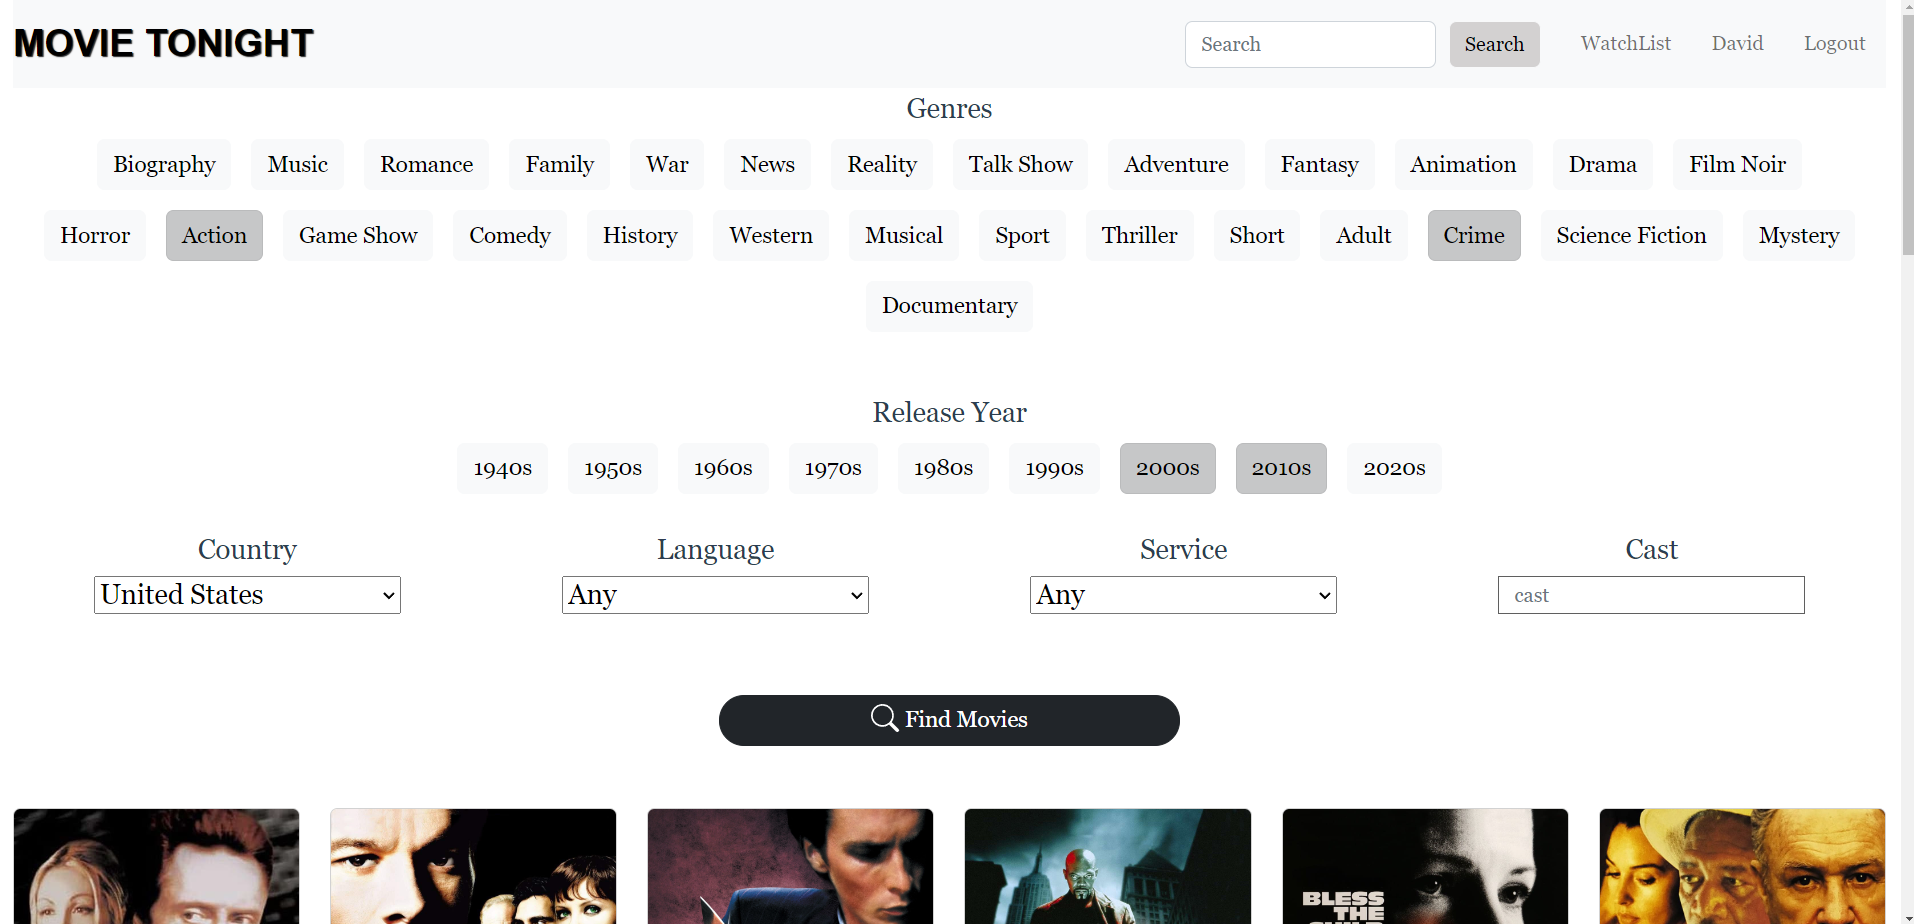 MOVIE TONIGHT
Search Search WatchList David Logout
Genres
Biography Music Romance Family War News Reality Talk Show Adventure Fantasy Animation Drama Film Noir
Horror Action Game Show Comedy History Western Musical Sport Thriller Short Adult Crime Science Fiction Mystery
Documentary
Release Year
1940s 1950s 1960s 1970s 1980s 1990s 2000s 2010s 2020s
Country Language Service Cast
United States Any Any cast
Find Movies
BLESS
THE